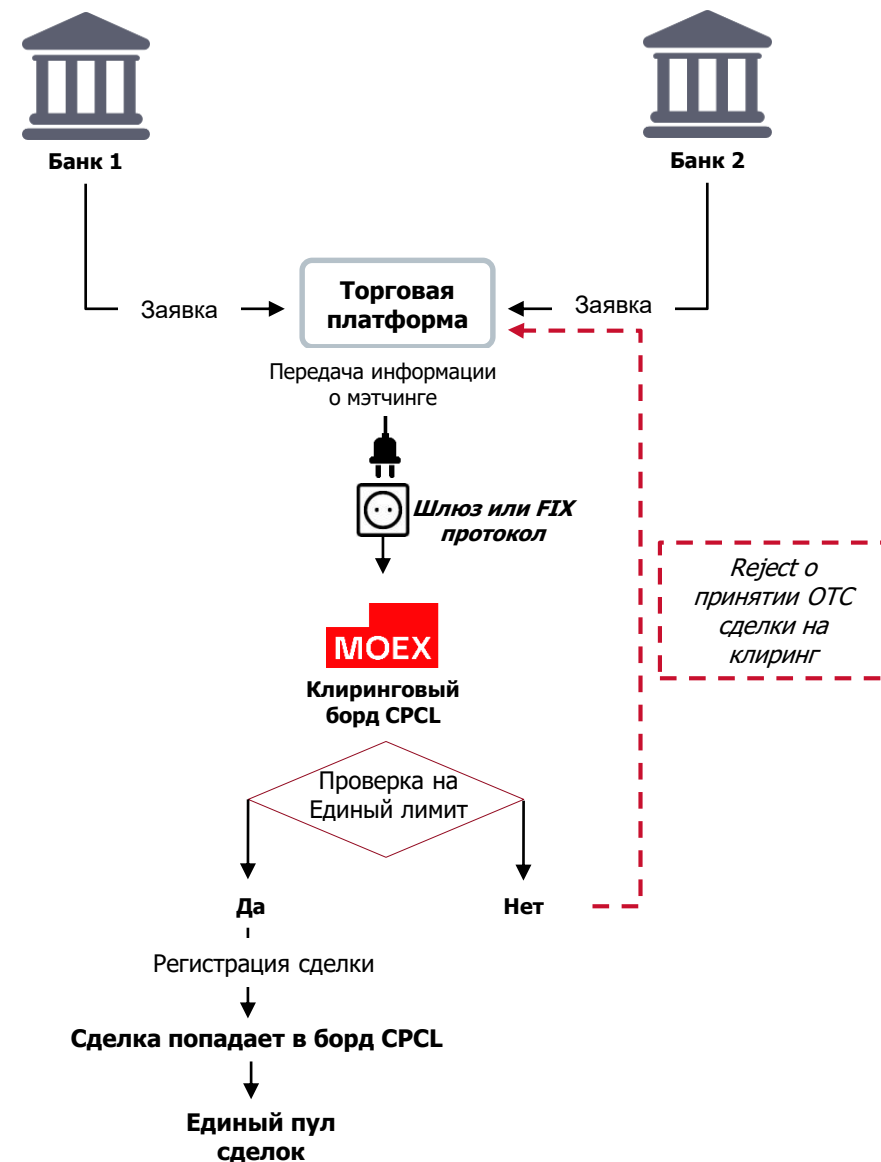 Банк 1
Банк 2
Заявка
Торговая
платформа
Заявка
Передача информации
о мэтчинге
Шлюз или FIX
протокол
Reject о
принятии ОТС
сделки на
клиринг
MOEX
Клиринговый
борд CPCL
Проверка на
Единый лимит
Да
Нет
Регистрация сделки
Сделка попадает в борд CPCL
Единый пул
сделок